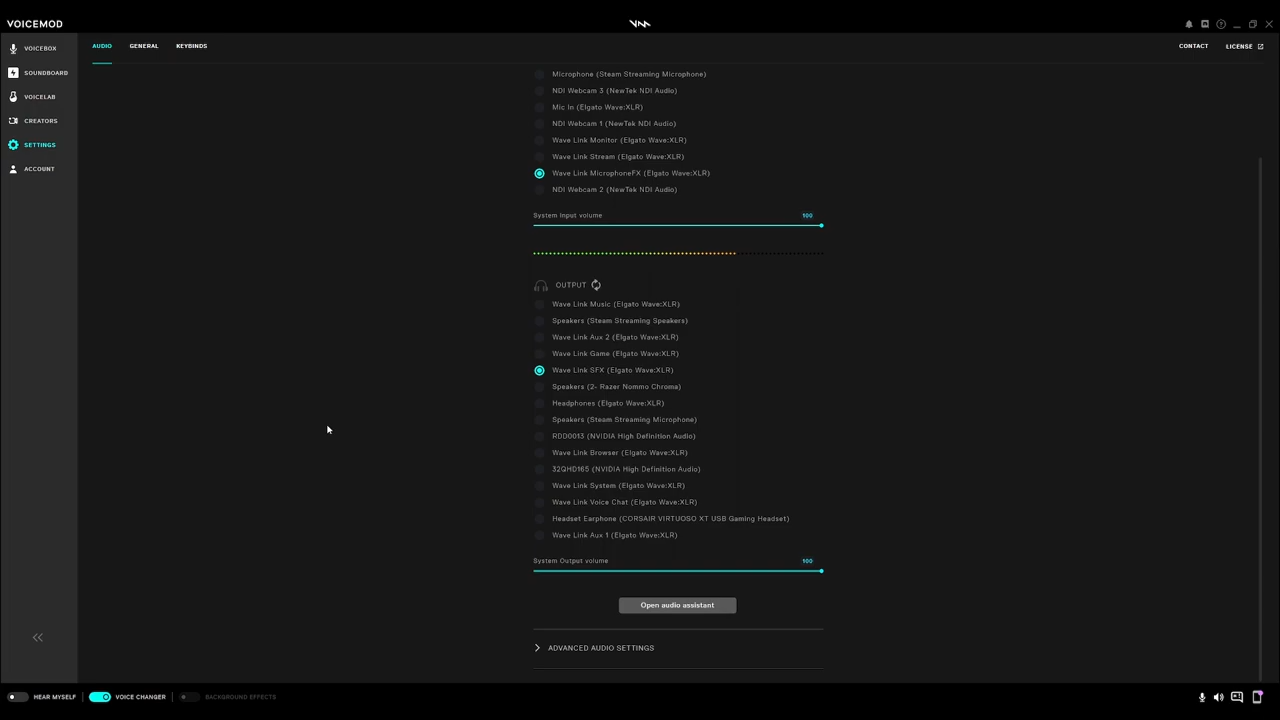 VOICEMOD
VOICEBOX
SOUNDBOARD
VOICELAB
CREATORS
SETTINGS
ACCOUNT
AUDIO GENERAL KEYBINDS
CONTACT LICENSE
Microphone (Steam Streaming Microphone)
NDI Webcam 3 (NewTek NDI Audio)
Mic In (Elgato Wave:XLR)
NDI Webcam 1 (NewTek NDI Audio)
Wave Link Monitor (Elgato Wave:XLR)
Wave Link Stream (Elgato Wave:XLR)
Wave Link MicrophoneFX (Elgato Wave:XLR)
NDI Webcam 2 (NewTek NDI Audio)
System Input volume 100
OUTPUT
Wave Link Music (Elgato Wave:XLR)
Speakers (Steam Streaming Speakers)
Wave Link Aux 2 (Elgato Wave:XLR)
Wave Link Game (Elgato Wave:XLR)
Wave Link SFX (Elgato Wave:XLR)
Speakers (2- Razer Nommo Chroma)
Headphones (Elgato Wave:XLR)
Speakers (Steam Streaming Microphone)
RDD0013 (NVIDIA High Definition Audio)
Wave Link Browser (Elgato Wave:XLR)
32QHD165 (NVIDIA High Definition Audio)
Wave Link System (Elgato Wave:XLR)
Wave Link Voice Chat (Elgato Wave:XLR)
Headset Earphone (CORSAIR VIRTUOSO XT USB Gaming Headset)
Wave Link Aux 1 (Elgato Wave:XLR)
System Output volume 100
Open audio assistant
ADVANCED AUDIO SETTINGS
HEAR MYSELF VOICE CHANGER BACKGROUND EFFECTS